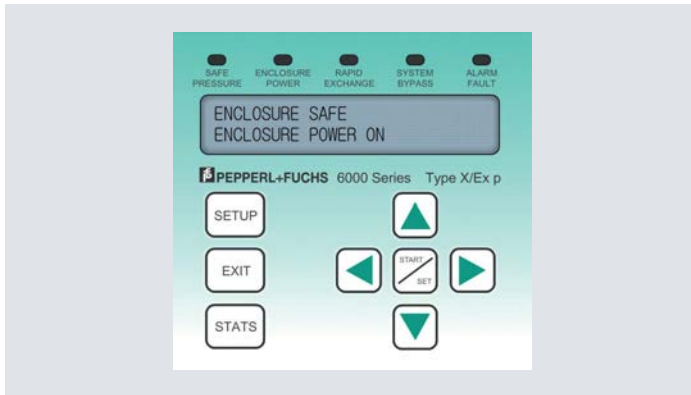 SAFE PRESSURE
ENCLOSURE POWER
RAPID EXCHANGE
SYSTEM BYPASS
ALARM FAULT
ENCLOSURE SAFE
ENCLOSURE POWER ON
PEPPERL+FUCHS 6000 Series Type X/Ex p
SETUP
EXIT
START
SET
STATS